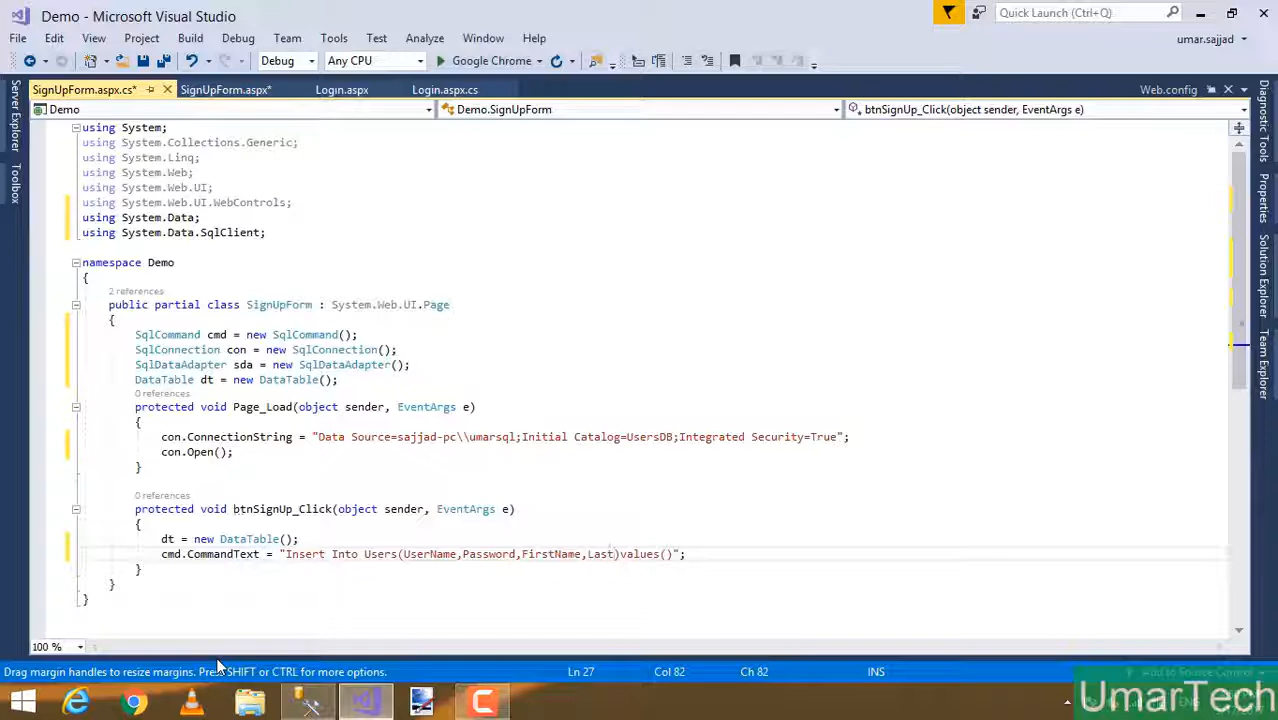 Demo - Microsoft Visual Studio
Quick Launch (Ctrl+Q)
File Edit View Project Build Debug Team Tools Test Analyze Window Help
umar.sajjad
Debug Any CPU Google Chrome
SignUpForm.aspx.cs* SignUpForm.aspx* Login.aspx Login.aspx.cs Web.config
Demo Demo.SignUpForm btnSignUp_Click(object sender, EventArgs e)
Server Explorer
Toolbox
using System;
using System.Collections.Generic;
using System.Linq;
using System.Web;
using System.Web.UI;
using System.Web.UI.WebControls;
using System.Data;
using System.Data.SqlClient;
namespace Demo
{
2 references
public partial class SignUpForm : System.Web.UI.Page
{
SqlCommand cmd = new SqlCommand();
SqlConnection con = new SqlConnection();
SqlDataAdapter sda = new SqlDataAdapter();
DataTable dt = new DataTable();
0 references
protected void Page_Load(object sender, EventArgs e)
{
con.ConnectionString = "Data Source=sajjad-pc\\umarsql;Initial Catalog=UsersDB;Integrated Security=True";
con.Open();
}
0 references
protected void btnSignUp_Click(object sender, EventArgs e)
{
dt = new DataTable();
cmd.CommandText = "Insert Into Users(UserName,Password,FirstName,Last)values()";
}
}
}
Diagnostic Tools
Properties
Solution Explorer
Team Explorer
100 %
Drag margin handles to resize margins. Press SHIFT or CTRL for more options.
Ln 27 Col 82 Ch 82 INS
Add to Source Control
UmarTech